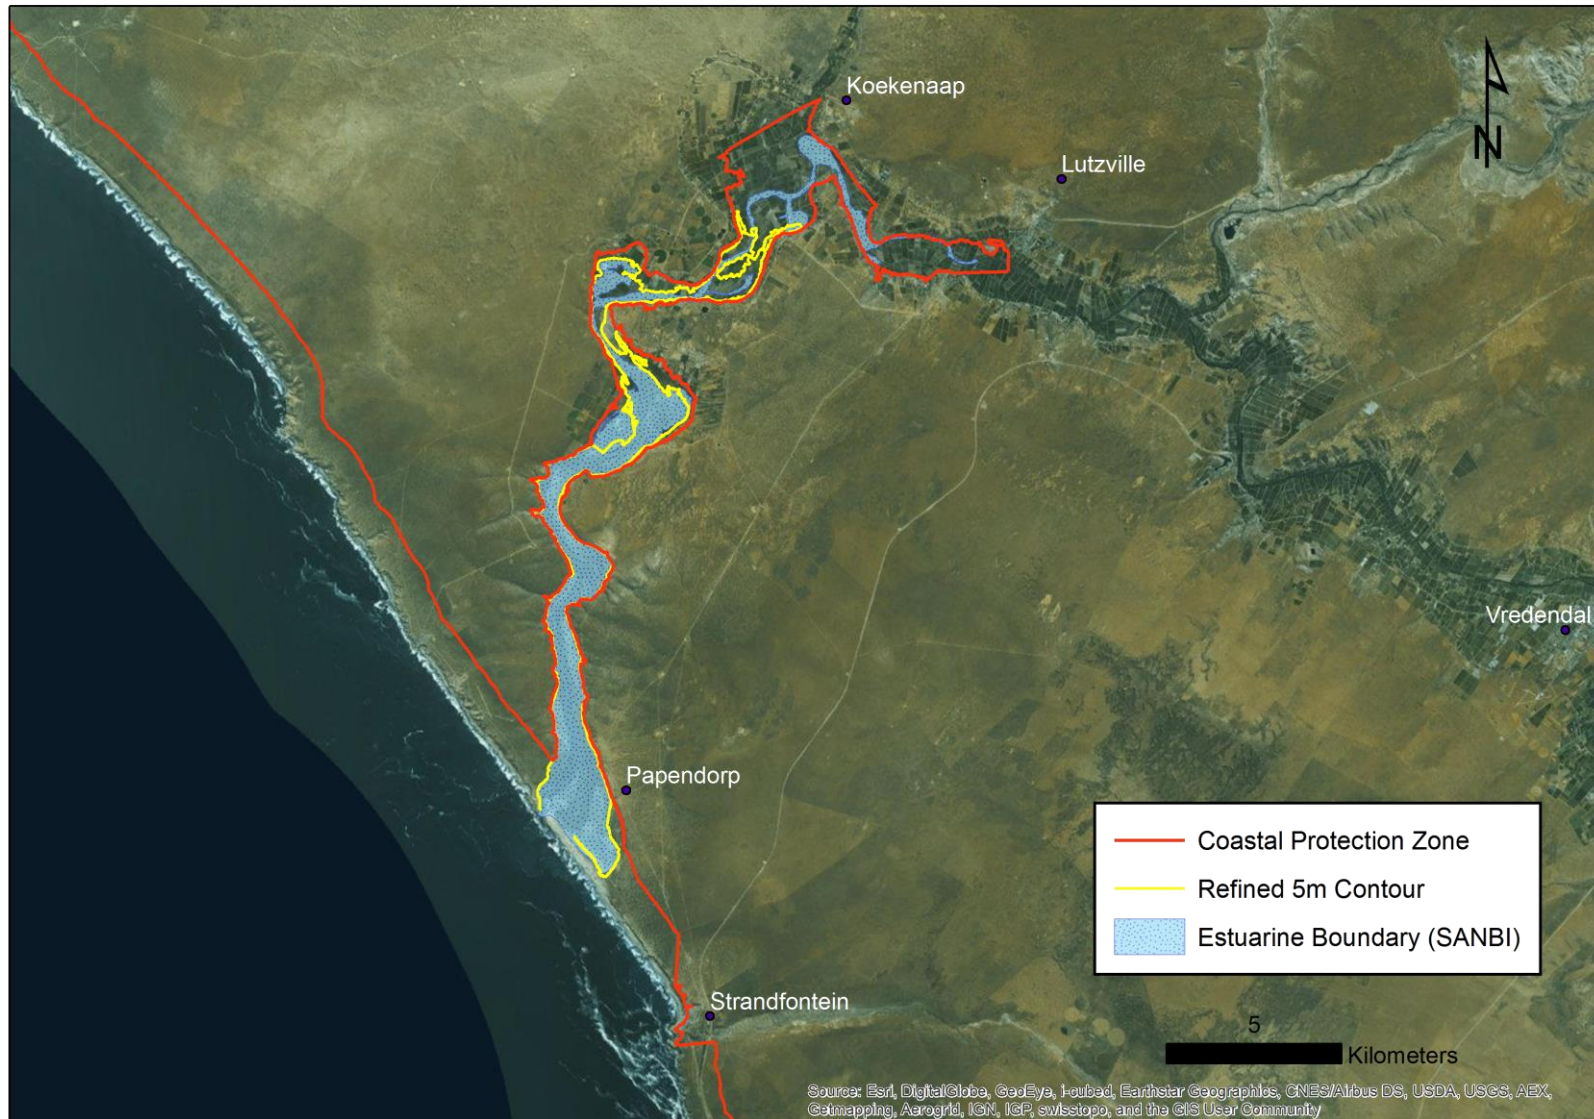 Koekenaap
Lutzville
N
Vredendal
Papendorp
Coastal Protection Zone
Refined 5m Contour
Estuarine Boundary (SANBI)
Strandfontein
5
Kilometers
Source: Esri, DigitalGlobe, GeoEye, i-cubed, Earthstar Geographics, CNES/Airbus DS, USDA, USGS, AEX,
Getmapping, Aerogrid, IGN, IGP, swisstopo, and the GIS User Community